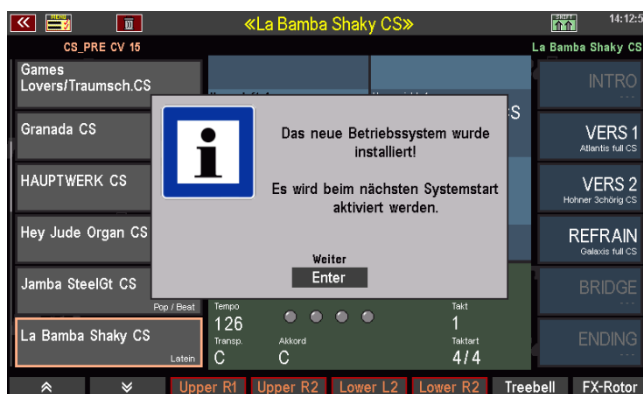 MENU
«La Bamba Shaky CS»
SHIFT
14:12:5
CS_PRE CV 15
La Bamba Shaky CS
Games
Lovers/Traumsch.CS
Granada CS
HAUPTWERK CS
Hey Jude Organ CS
Jamba SteelGt CS
Pop / Beat
La Bamba Shaky CS
Latein
CS
Das neue Betriebssystem wurde
installiert!
Es wird beim nächsten Systemstart
aktiviert werden.
Weiter
Enter
Tempo
126
Takt
1
Transp.
C
Akkord
C
Taktart
4/4
INTRO
---
VERS 1
Atlantis full CS
VERS 2
Hohner 3chörig CS
REFRAIN
Galaxis full CS
BRIDGE
---
ENDING
---
Upper R1
Upper R2
Lower L2
Lower R2
Treebell
FX-Rotor